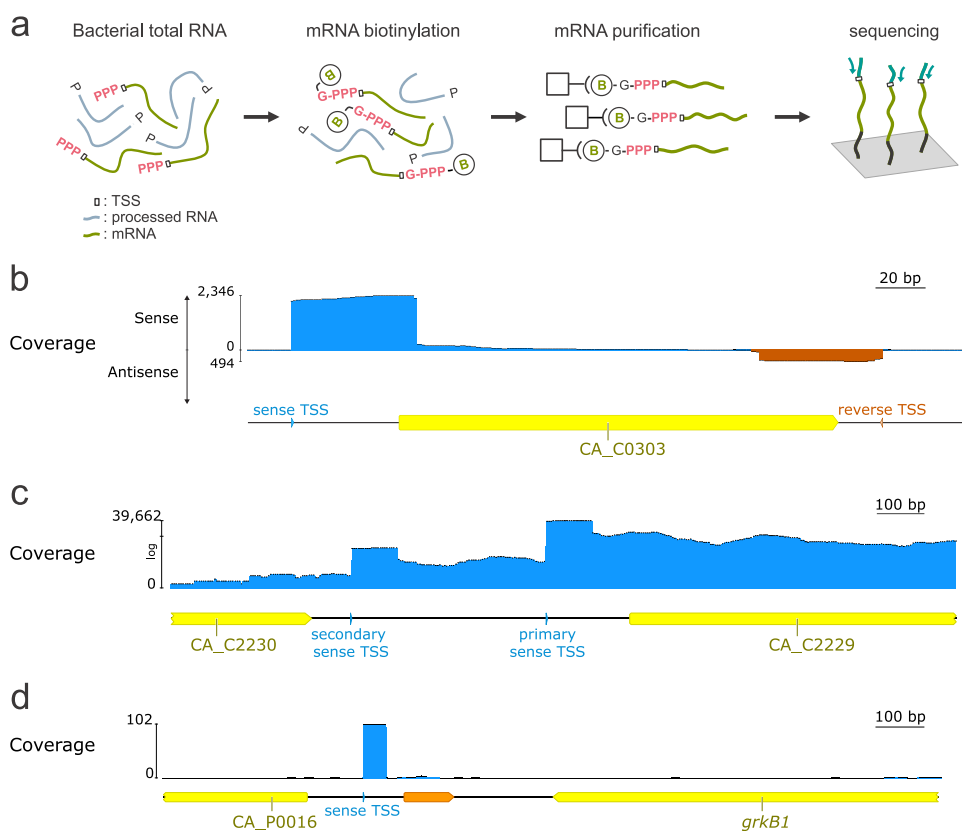 a
Bacterial total RNA
mRNA biotinylation
mRNA purification
sequencing
PPP
P
P
P
P
PPP
PPP
B
G-PPP
P
B
G-PPP
P
P
G-PPP
B
B
G
PPP
B
G
PPP
B
G
PPP
: TSS
: processed RNA
: mRNA
b
20 bp
2,346
Sense
Coverage
0
494
Antisense
sense TSS
reverse TSS
CA_C0303
c
100 bp
39,662
log
Coverage
0
CA_C2230
secondary
sense TSS
primary
sense TSS
CA_C2229
d
100 bp
102
Coverage
0
CA_P0016
sense TSS
grkB1